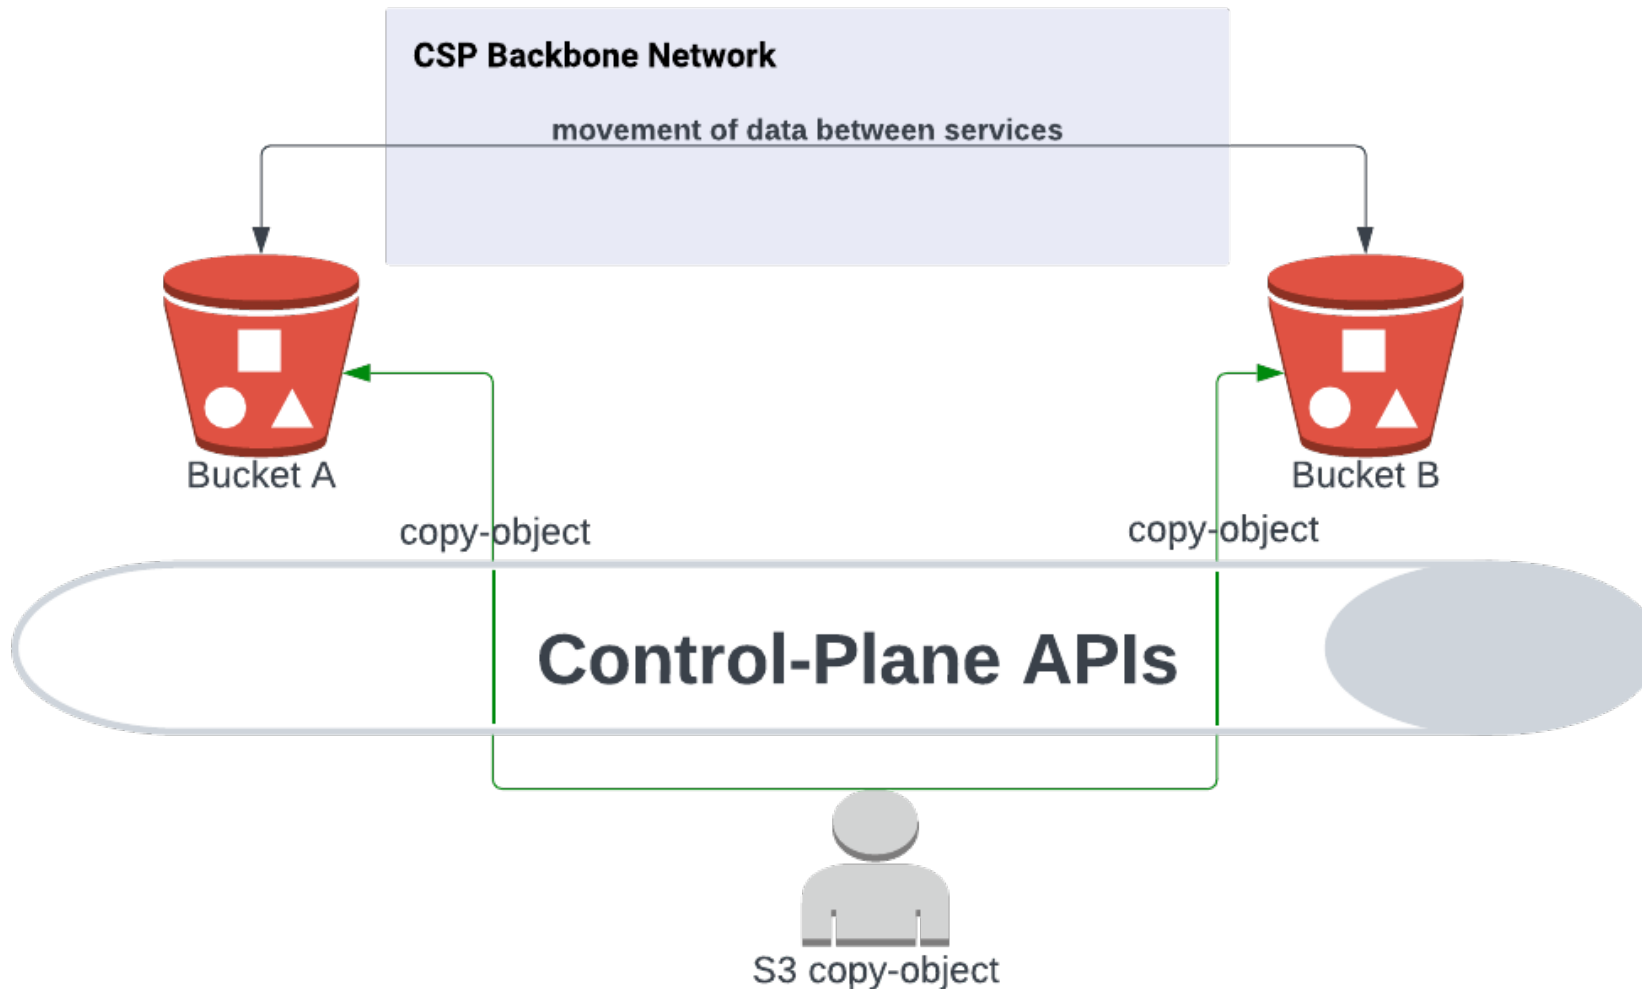 CSP Backbone Network
movement of data between services
Bucket A
Bucket B
copy-object
copy-object
Control-Plane APIs
S3 copy-object